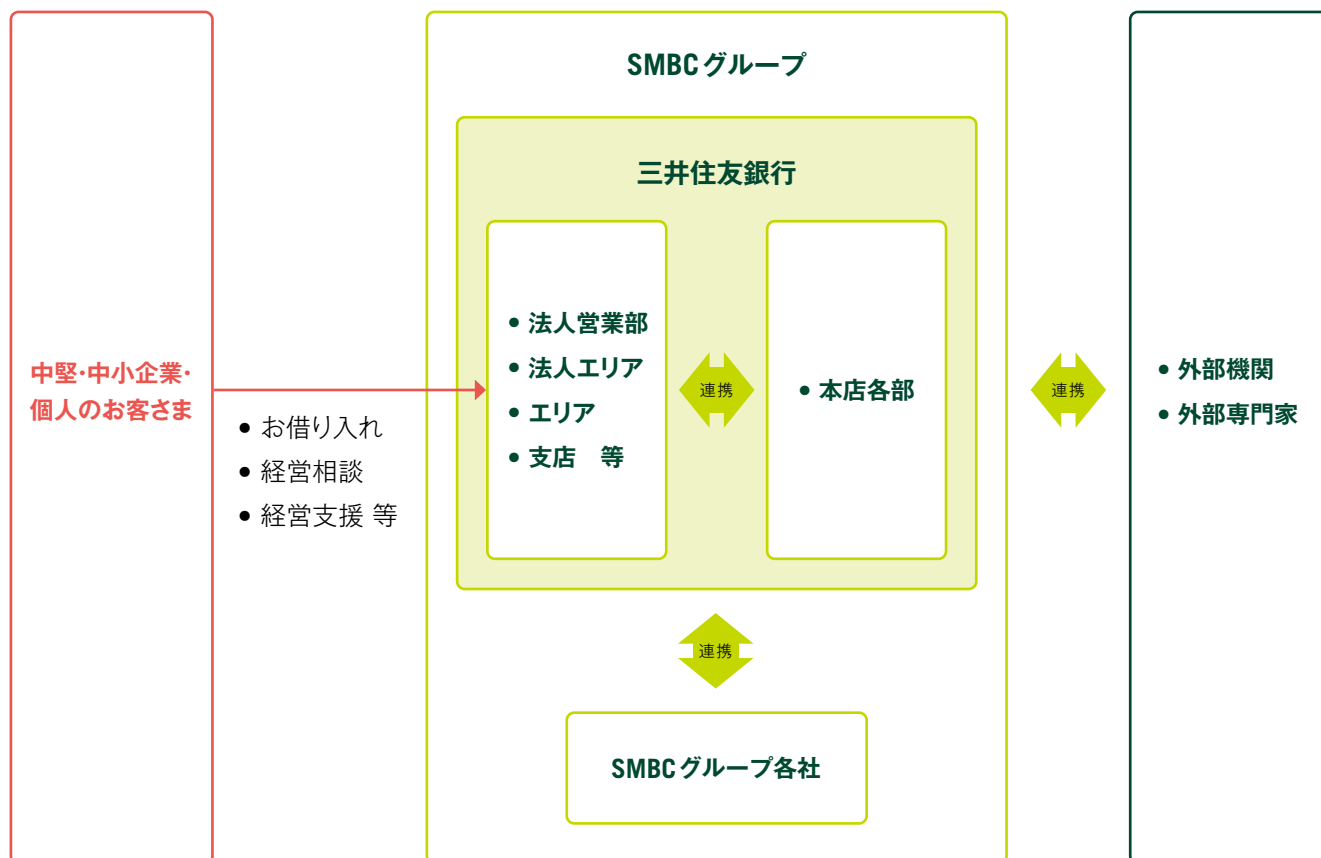 中堅・中小企業・
個人のお客さま
• お借り入れ
• 経営相談
• 経営支援 等
SMBCグループ
三井住友銀行
• 法人営業部
• 法人エリア
• エリア
• 支店 等
連携
• 本店各部
連携
SMBCグループ各社
連携
• 外部機関
• 外部専門家